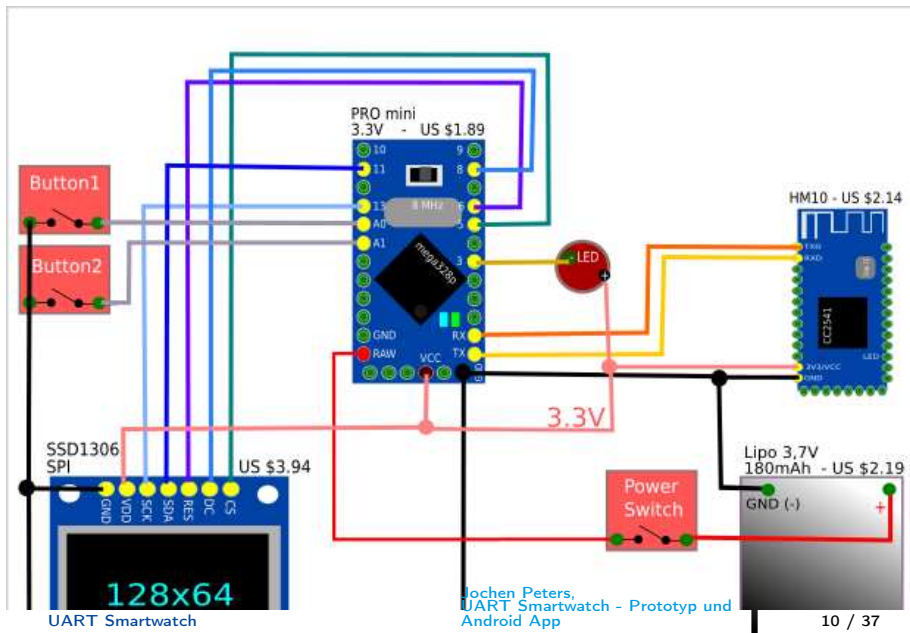 PRO mini
3.3V - US $1.89
10
9
11
8
Button1
13
8 MHz
6
A0
5
A1
3
mega328p
Button2
LED
HM10 - US $2.14
TXD
RXD
CC2541
LED
3V3/VCC
GND
GND
RX
RAW
VCC
TX
3.3V
SSD1306
SPI
US $3.94
GND
VDD
SCK
SDA
RES
DC
CS
128x64
Power
Switch
Lipo 3,7V
180mAh - US $2.19
GND (-)
+
Jochen Peters,
UART Smartwatch
UART Smartwatch - Prototyp und
Android App
10 / 37